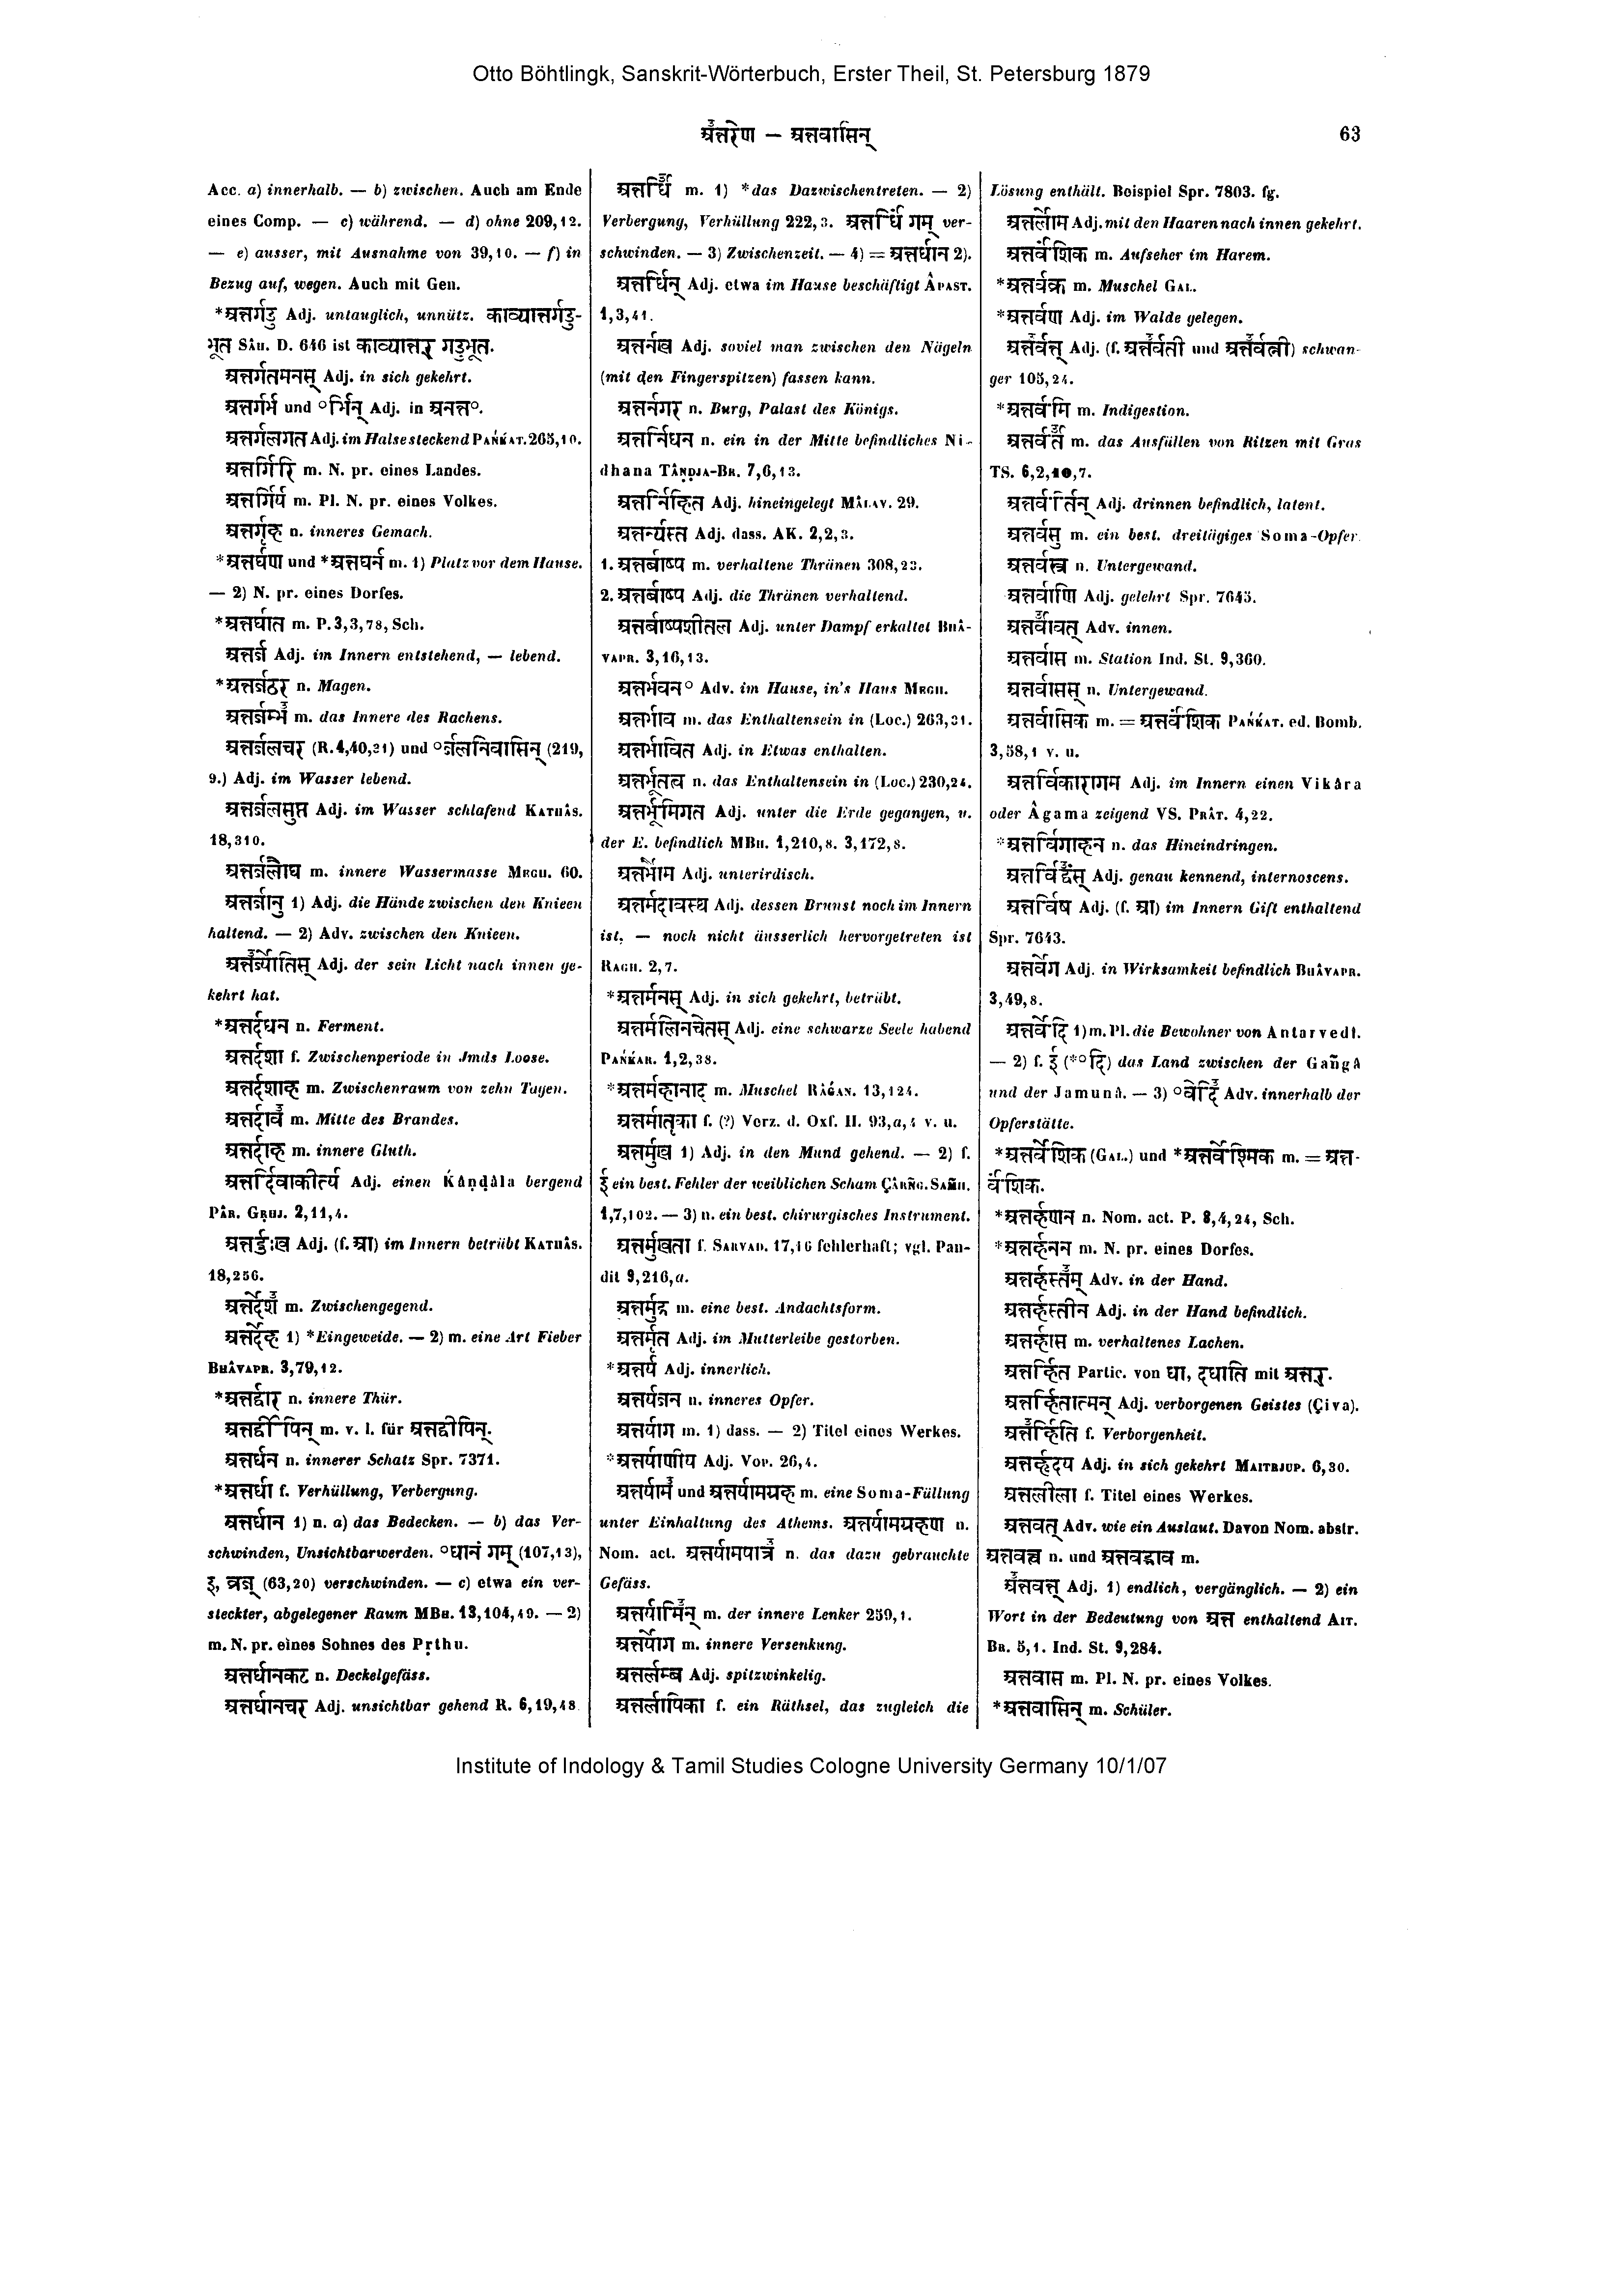 Otto Böhtlingk, Sanskrit-Wörterbuch, Erster Theil, St. Petersburg 1879
अँन्तरेण — अन्तवासिन्
63
Acc. a) innerhalb. — b) zwischen. Auch am Ende
eines Comp. — c) während. — d) ohne 209,12.
— e) ausser, mit Ausnahme von 39,10. — f) in
Bezug auf, wegen. Auch mit Gen.
*अन्तर्गडु Adj. untauglich, unnütz. काव्यान्तर्गडु-
भूत SÂH. D. 646 ist काव्यान्तर् गडुभूत.
अन्तर्गतमनस् Adj. in sich gekehrt.
अन्तर्गर्भ und °र्भिन् Adj. in अनन्त°.
अन्तर्गलगत Adj. im Halse steckend PAŃKAT. 265,10.
अन्तर्गिरि m. N. pr. eines Landes.
अन्तर्गिर्य m. Pl. N. pr. eines Volkes.
अन्तर्गृह n. inneres Gemach.
*अन्तर्घण und *अन्तर्घन m. 1) Platz vor dem Hause.
— 2) N. pr. eines Dorfes.
*अन्तर्घात m. P. 3,3,78, Sch.
अन्तर्ज Adj. im Innern entstehend, — lebend.
*अन्तर्जठर n. Magen.
अन्तर्जम्भँ m. das Innere des Rachens.
अन्तर्जलचर (R. 4,40,31) und °र्जलनिवासिन् (219,
9.) Adj. im Wasser lebend.
अन्तर्जलसुप्त Adj. im Wasser schlafend KATHÂS.
18,310.
अन्तर्जलौघ m. innere Wassermasse MEGH. 60.
अन्तर्जानु 1) Adj. die Hände zwischen den Knieen
haltend. — 2) Adv. zwischen den Knieen.
अन्तँर्ज्योतिस् Adj. der sein Licht nach innen ge-
kehrt hat.
*अन्तर्दधन n. Ferment.
अन्तर्दशा f. Zwischenperiode in Jmds Loose.
अन्तर्दशाह m. Zwischenraum von zehn Tagen.
अन्तर्दावँ m. Mitte des Brandes.
अन्तर्दाह m. innere Gluth.
अन्तर्दिवाकीर्त्य Adj. einen Kâṇḍâla bergend
PÂR. GṚHJ. 2,11,4.
अन्तर्दुःख Adj. (f. आ) im Innern betrübt KATHÂS.
18,256.
अन्तर्देशँ m. Zwischengegend.
अन्तर्देह 1) *Eingeweide. — 2) m. eine Art Fieber
BHÂVAPR. 3,79,12.
*अन्तर्द्वार n. innere Thür.
अन्तर्द्वीपिन् m. v. l. für अन्तद्वीपिन्.
अन्तर्धन n. innerer Schatz Spr. 7371.
*अन्तर्धा f. Verhüllung, Verbergung.
अन्तर्धान 1) n. a) das Bedecken. — b) das Ver-
schwinden, Unsichtbarwerden. °धानं गम् (107,13),
इ, व्रज् (63,20) verschwinden. — c) etwa ein ver-
steckter, abgelegener Raum MBH. 13,104,49. — 2)
m. N. pr. eines Sohnes des Pṛthu.
अन्तर्धानकट n. Deckelgefäss.
अन्तर्धानचर Adj. unsichtbar gehend R. 6,19,48
अन्तर्धिँ m. 1) *das Dazwischentreten. — 2)
Verbergung, Verhüllung 222,3. अन्तर्धिं गम् ver-
schwinden. — 3) Zwischenzeit. — 4) = अन्तर्धान 2).
अन्तर्धिन् Adj. etwa im Hause beschäftigt ÂPAST.
1,3,41.
अन्तर्नख Adj. soviel man zwischen den Nägeln
(mit den Fingerspitzen) fassen kann.
अन्तर्नगर n. Burg, Palast des Königs.
अन्तर्निधन n. ein in der Mitte befindliches Ni-
dhana TÂṆḌJA-BR. 7,6,13.
अन्तर्निहित Adj. hineingelegt MÂLAV. 29.
अन्तर्न्यस्त Adj. dass. AK. 2,2,3.
1. अन्तर्बाष्प m. verhaltene Thränen 308,23.
2. अन्तर्बाष्प Adj. die Thränen verhaltend.
अन्तर्बाष्पशीतल Adj. unter Dampf erkaltet BHÂ-
VAPR. 3,16,13.
अन्तर्भवन° Adv. im Hause, in's Haus MEGH.
अन्तर्भाव m. das Enthaltensein in (Loc.) 263,31.
अन्तर्भावित Adj. in Etwas enthalten.
अन्तर्भूतत्व n. das Enthaltensein in (Loc.) 230,24.
अन्तर्भूमिगत Adj. unter die Erde gegangen, u.
der E. befindlich MBH. 1,210,8. 3,172,8.
अन्तर्भौम Adj. unterirdisch.
अन्तर्मदावस्थ Adj. dessen Brunst noch im Innern
ist, — noch nicht äusserlich hervorgetreten ist
RAGH. 2,7.
*अन्तर्मनस् Adj. in sich gekehrt, betrübt.
अन्तर्मलिनचेतस् Adj. eine schwarze Seele habend
PAŃKAR. 1,2,38.
*अन्तर्महानाद m. Muschel RÂGAN. 13,124.
अन्तर्मातृका f. (?) Verz. d. Oxf. H. 93,a,4 v. u.
अन्तर्मुख 1) Adj. in den Mund gehend. — 2) f.
ई ein best. Fehler der weiblichen Scham ÇÂRÑG. SAṂH.
1,7,102. — 3) n. ein best. chirurgisches Instrument.
अन्तर्मुखता f. SARVAD. 17,16 fehlerhaft; vgl. Pan-
dit 9,216,a.
अन्तर्मुद्र m. eine best. Andachtsform.
अन्तर्मृत Adj. im Mutterleibe gestorben.
*अन्तर्य Adj. innerlich.
अन्तर्यजन n. inneres Opfer.
अन्तर्याग m. 1) dass. — 2) Titel eines Werkes.
*अन्तर्याणीय Adj. Vop. 26,4.
अन्तर्यामँ und अन्तर्यामग्रह m. eine Soma-Füllung
unter Einhaltung des Athems. अन्तर्यामग्रहण n.
Nom. act. अन्तर्यामपात्रँ n. das dazu gebrauchte
Gefäss.
अन्तर्यामिँन् m. der innere Lenker 259,1.
अन्तर्योग m. innere Versenkung.
अन्तर्लम्ब Adj. spitzwinkelig.
अन्तर्लापिका f. ein Räthsel, das zugleich die
Lösung enthält. Beispiel Spr. 7803. fg.
अन्तर्लोम Adj. mit den Haaren nach innen gekehrt.
अन्तर्वंशिक m. Aufseher im Harem.
*अन्तर्वक्र m. Muschel GAL.
*अन्तर्वण Adj. im Walde gelegen.
अन्तँर्वत्त् Adj. (f. अन्तँर्वती und अन्तँर्वत्नी) schwan-
ger 105,24.
*अन्तर्वमि m. Indigestion.
अन्तर्वर्तँ m. das Ausfüllen von Ritzen mit Gras
TS. 6,2,10,7.
अन्तर्वर्तिन् Adj. drinnen befindlich, latent.
अन्तर्वसु m. ein best. dreitägiges Soma-Opfer
अन्तर्वस्त्र n. Untergewand.
अन्तर्वाणि Adj. gelehrt Spr. 7645.
अन्तर्वाँवत् Adv. innen.
अन्तर्वास m. Station Ind. St. 9,360.
अन्तर्वासस् n. Untergewand.
अन्तर्वासिक m. = अन्तर्वंशिक PAŃKAT. ed. Bomb.
3,58,1 v. u.
अन्तर्विकारागम Adj. im Innern einen Vikâra
oder Âgama zeigend VS. PRÂT. 4,22.
*अन्तर्विगाहन n. das Hineindringen.
अन्तर्विद्वँस् Adj. genau kennend, internoscens.
अन्तर्विष Adj. (f. आ) im Innern Gift enthaltend
Spr. 7643.
अन्तर्वेग Adj. in Wirksamkeit befindlich BHÂVAPR.
3,49,8.
अन्तर्वेदि 1) m. Pl. die Bewohner von Antarvedi.
— 2) f. ई (*°दि) das Land zwischen der Gañgâ
und der Jamunâ. — 3) °वेदिँ Adv. innerhalb der
Opferstätte.
*अन्तर्वेशिक (GAL.) und *अन्तर्वेश्मिक m. = अन्त-
र्वंशिक.
*अन्तर्हणन n. Nom. act. P. 8,4,24, Sch.
*अन्तर्हनन m. N. pr. eines Dorfes.
अन्तर्हस्तँम् Adv. in der Hand.
अन्तर्हस्तीन Adj. in der Hand befindlich.
अन्तर्हास m. verhaltenes Lachen.
अन्तर्हित Partic. von धा, दधाति mit अन्तर्.
अन्तर्हितात्मन् Adj. verborgenen Geistes (Çiva).
अन्तँर्हिति f. Verborgenheit.
अन्तर्हृदय Adj. in sich gekehrt MAITRJUP. 6,30.
अन्तलीला f. Titel eines Werkes.
अन्तवत् Adv. wie ein Auslaut. Davon Nom. abstr.
अन्तवत्त्व n. und अन्तवद्भाव m.
अँन्तवत्त् Adj. 1) endlich, vergänglich. — 2) ein
Wort in der Bedeutung von अन्त enthaltend AIT.
BR. 5,1. Ind. St. 9,284.
अन्तवास m. Pl. N. pr. eines Volkes.
*अन्तवासिन् m. Schüler.
Institute of Indology & Tamil Studies Cologne University Germany 10/1/07